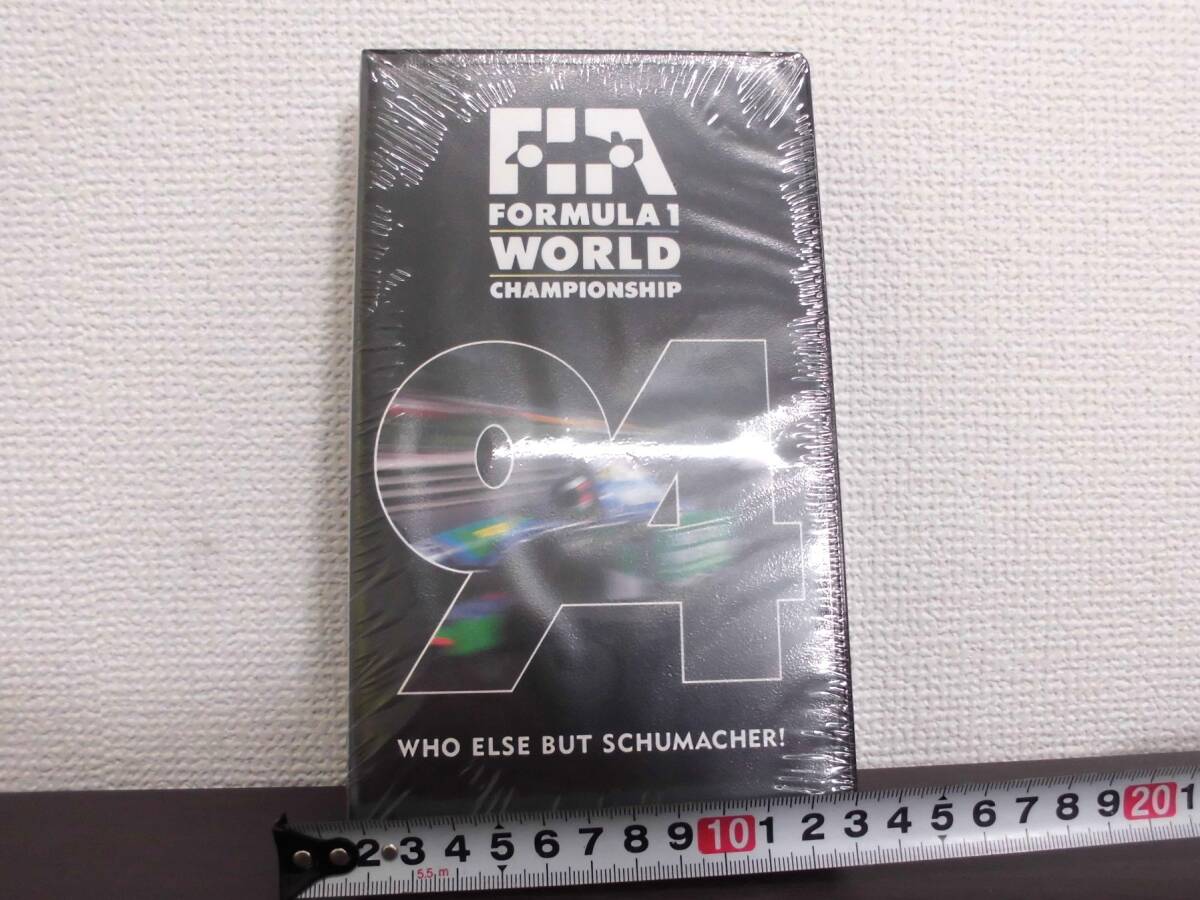 FIA
FORMULA 1
WORLD
CHAMPIONSHIP
94
WHO ELSE BUT SCHUMACHER!
2 3 4 5 6 7 8 9 10 1 2 3 4 5 6 7 8 9 20 1
5.5 m